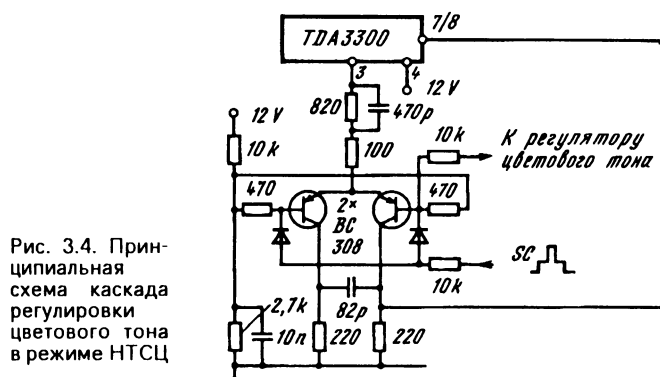 7/8
TDA3300
3
4
12 V
820
470p
12 V
10k
100
10k
К регулятору
цветового тона
470
470
2×
BC
308
SC
10k
82p
2,7k
10n
220
220
Рис. 3.4. Прин-
ципиальная
схема каскада
регулировки
цветового тона
в режиме НТСЦ